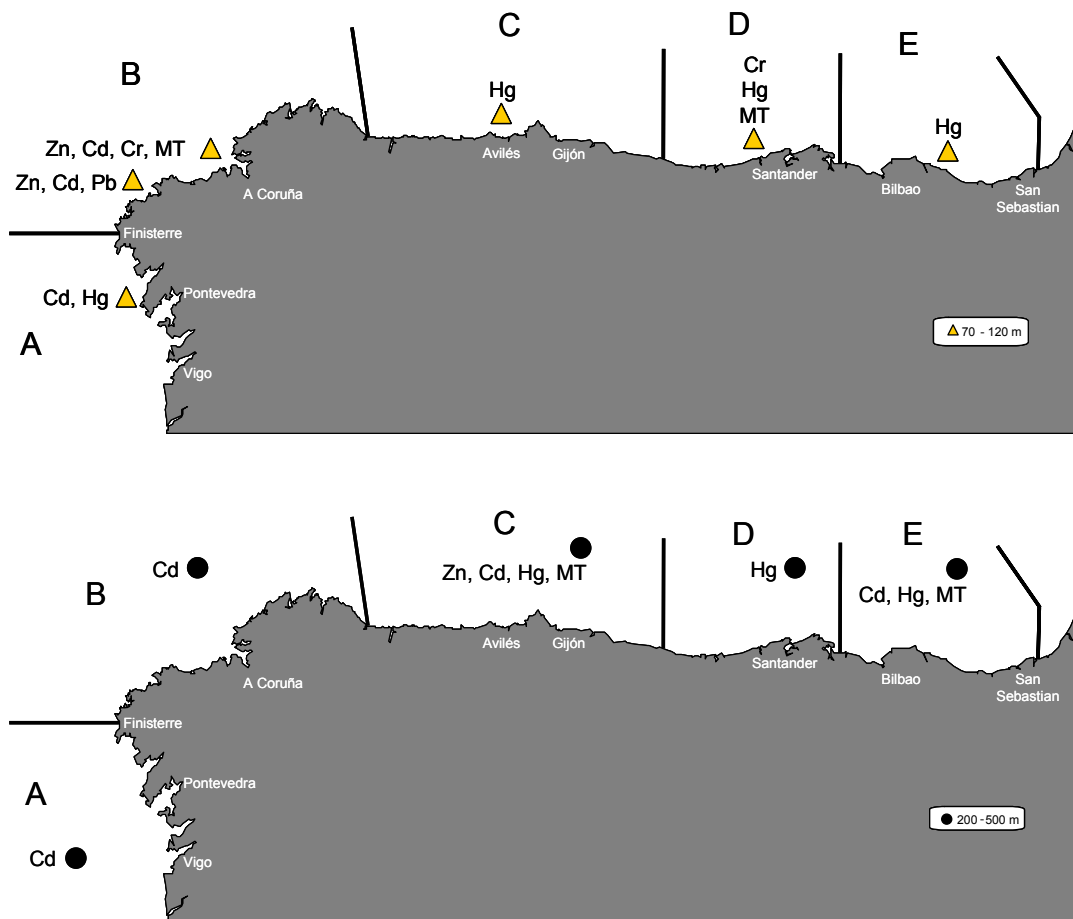 C
D
E
B
Cr
Hg
Hg
MT
Hg
Zn, Cd, Cr, MT
Avilés
Gijón
Santander
Zn, Cd, Pb
A Coruña
Bilbao
San
Sebastian
Finisterre
Cd, Hg
Pontevedra
A
70 - 120 m
Vigo
C
D
E
B
Cd
Zn, Cd, Hg, MT
Hg
Cd, Hg, MT
Avilés
Gijón
Santander
A Coruña
Bilbao
San
Sebastian
Finisterre
Pontevedra
A
200 - 500 m
Cd
Vigo